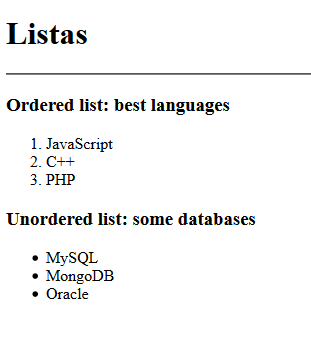 Listas
Ordered list: best languages
1. JavaScript
2. C++
3. PHP
Unordered list: some databases
• MySQL
• MongoDB
• Oracle